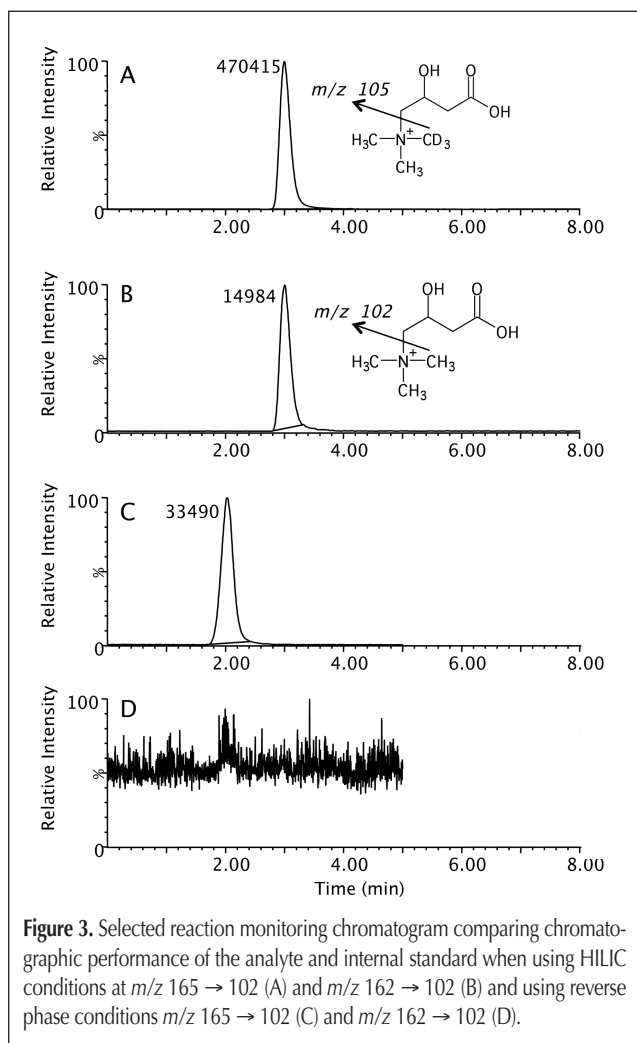 A
100
470415
Relative Intensity
%
0
2.00 4.00 6.00 8.00
m/z 105
OH
O
OH
H₃C—N⁺—CD₃
CH₃
B
100
14984
Relative Intensity
%
0
2.00 4.00 6.00 8.00
m/z 102
OH
O
OH
H₃C—N⁺—CH₃
CH₃
C
100
33490
Relative Intensity
%
0
2.00 4.00 6.00 8.00
D
100
Relative Intensity
%
0
2.00 4.00 6.00 8.00
Time (min)
Figure 3. Selected reaction monitoring chromatogram comparing chromato-
graphic performance of the analyte and internal standard when using HILIC
conditions at m/z 165 → 102 (A) and m/z 162 → 102 (B) and using reverse
phase conditions m/z 165 → 102 (C) and m/z 162 → 102 (D).